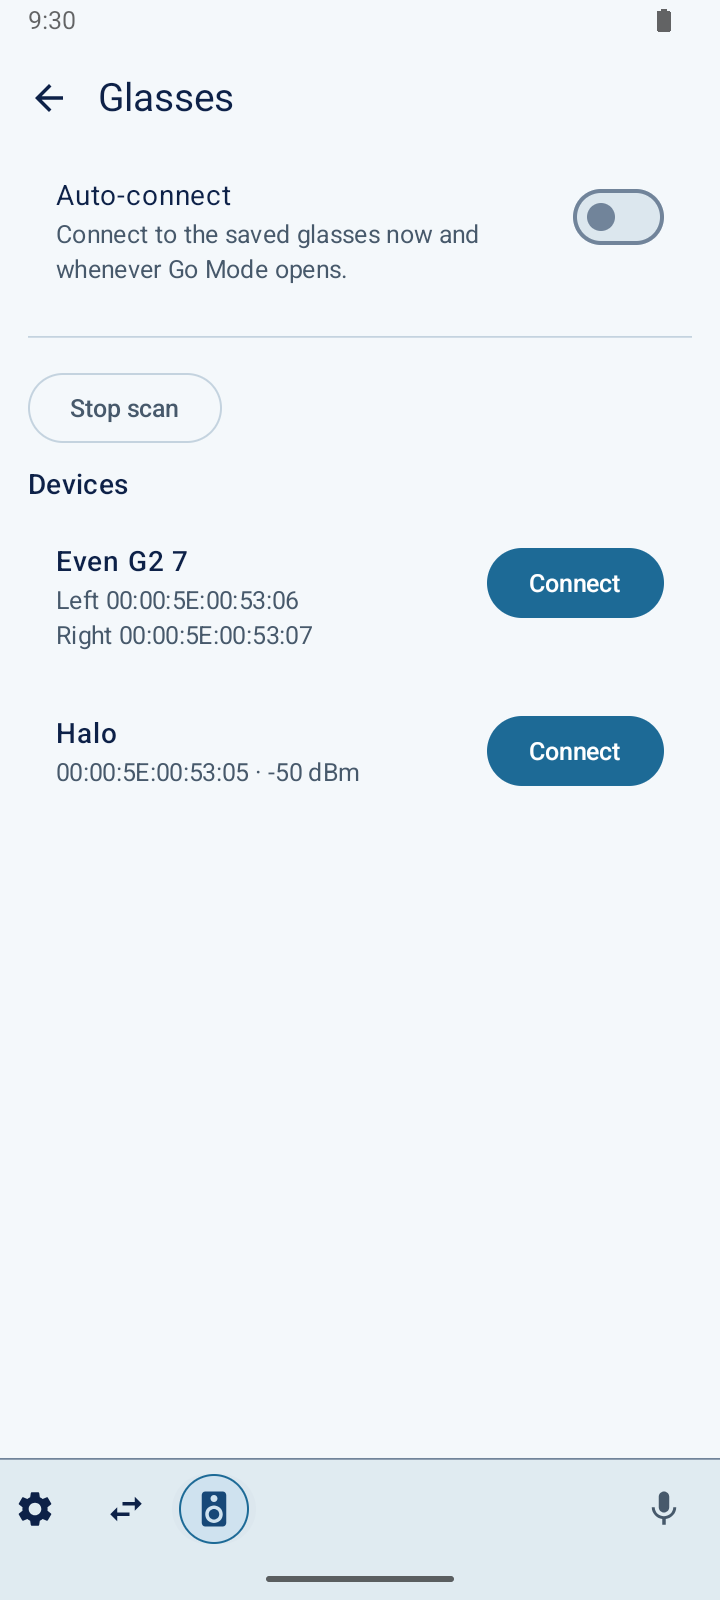 9:30
Glasses
Auto-connect
Connect to the saved glasses now and
whenever Go Mode opens.
Stop scan
Devices
Even G2 7
Left 00:00:5E:00:53:06
Right 00:00:5E:00:53:07
Connect
Halo
00:00:5E:00:53:05 · -50 dBm
Connect